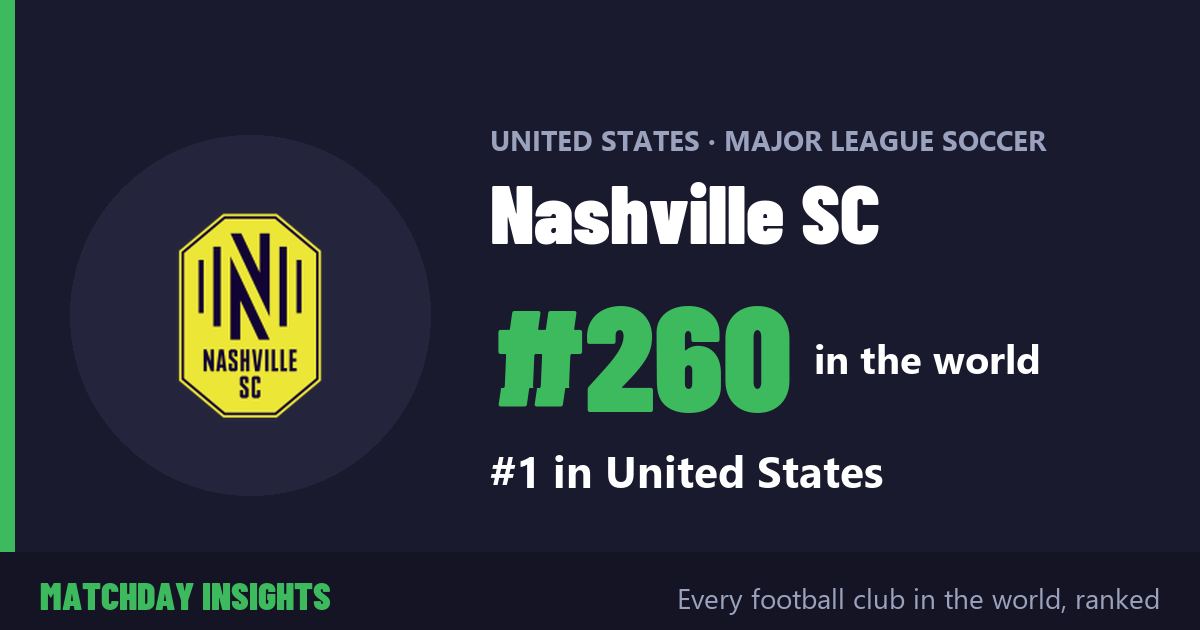 UNITED STATES · MAJOR LEAGUE SOCCER
Nashville SC
N
NASHVILLE
SC
#260 in the world
#1 in United States
MATCHDAY INSIGHTS
Every football club in the world, ranked